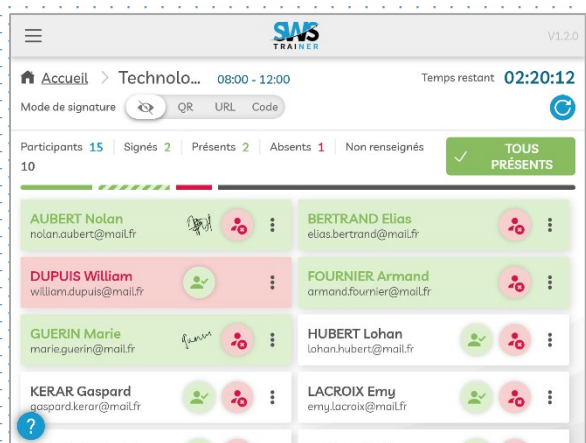 SWS
TRAINER
V1.2.0
Accueil > Technolo... 08:00 - 12:00
Temps restant 02:20:12
Mode de signature QR URL Code
Participants 15 Signés 2 Présents 2 Absents 1 Non renseignés
10
TOUS
PRÉSENTS
AUBERT Nolan
nolan.aubert@mail.fr
BERTRAND Elias
elias.bertrand@mail.fr
DUPUIS William
william.dupuis@mail.fr
FOURNIER Armand
armand.fournier@mail.fr
GUERIN Marie
marie.guerin@mail.fr
HUBERT Lohan
lohan.hubert@mail.fr
KERAR Gaspard
gaspard.kerar@mail.fr
LACROIX Emy
emy.lacroix@mail.fr
?